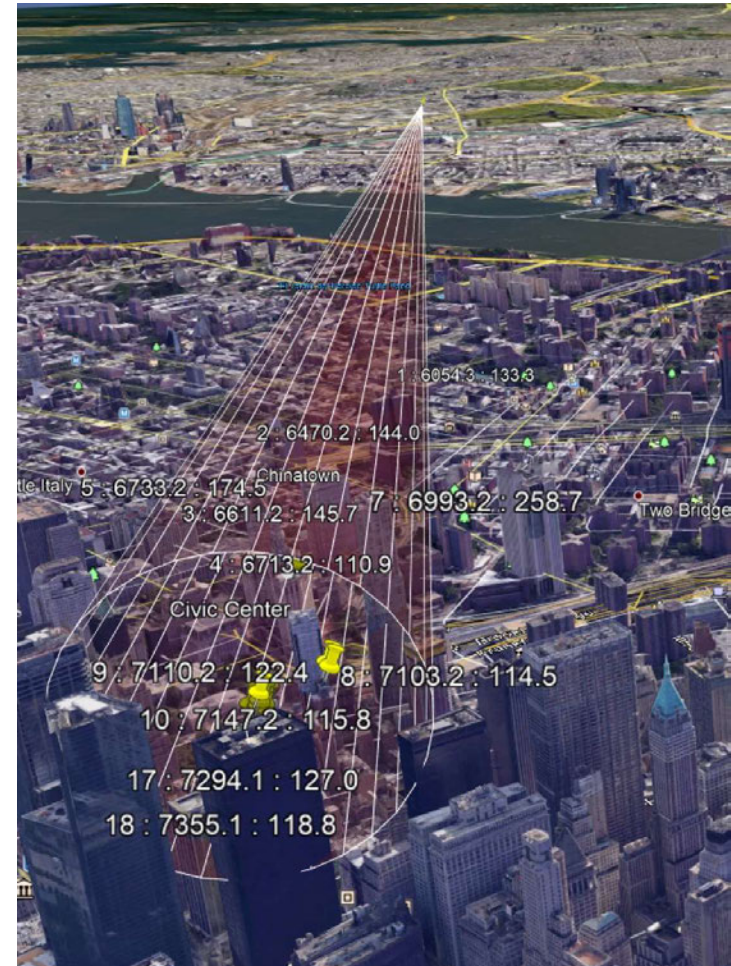 1 : 6054.3 : 133.3
2 : 6470.2 : 144.0
Chinatown
tle Italy
5 : 6733.2 : 174.5
7 : 6993.2 : 258.7
Two Bridge
3 : 6611.2 : 145.7
4 : 6713.2 : 110.9
Civic Center
9 : 7110.2 : 122.4
8 : 7103.2 : 114.5
10 : 7147.2 : 115.8
17 : 7294.1 : 127.0
18 : 7355.1 : 118.8